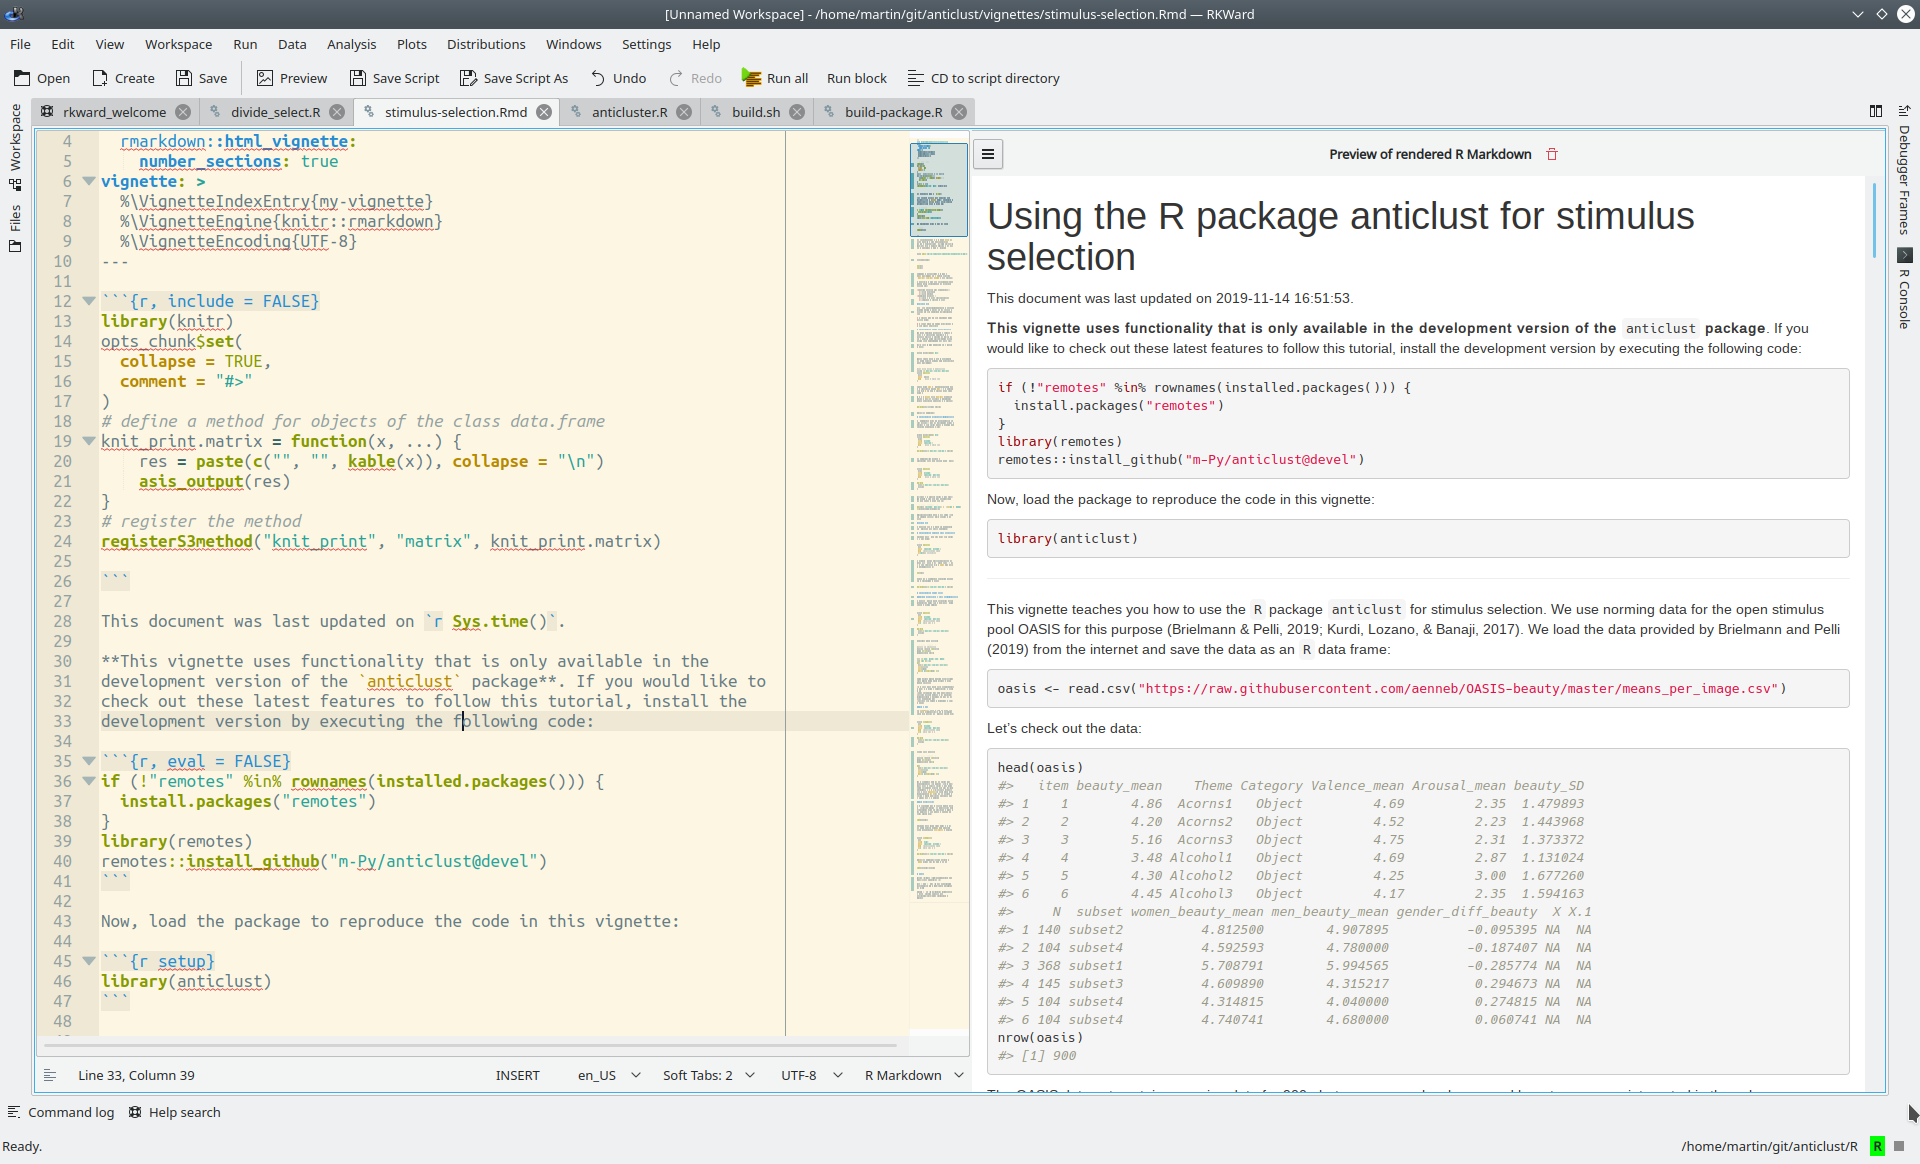 [Unnamed Workspace] - /home/martin/git/anticlust/vignettes/stimulus-selection.Rmd — RKWard
File Edit View Workspace Run Data Analysis Plots Distributions Windows Settings Help
Open Create Save Preview Save Script Save Script As Undo Redo Run all Run block CD to script directory
rkward_welcome divide_select.R stimulus-selection.Rmd anticluster.R build.sh build-package.R
Workspace
Files
4 rmarkdown::html_vignette:
5 number_sections: true
6 vignette: >
7 %\VignetteIndexEntry{my-vignette}
8 %\VignetteEngine{knitr::rmarkdown}
9 %\VignetteEncoding{UTF-8}
10 ---
11
12 ```{r, include = FALSE}
13 library(knitr)
14 opts_chunk$set(
15 collapse = TRUE,
16 comment = "#>"
17 )
18 # define a method for objects of the class data.frame
19 knit_print.matrix = function(x, ...) {
20 res = paste(c("", "", kable(x)), collapse = "\n")
21 asis_output(res)
22 }
23 # register the method
24 registerS3method("knit_print", "matrix", knit_print.matrix)
25
26 ```
27
28 This document was last updated on `r Sys.time()`.
29
30 **This vignette uses functionality that is only available in the
31 development version of the `anticlust` package**. If you would like to
32 check out these latest features to follow this tutorial, install the
33 development version by executing the following code:
34
35 ```{r, eval = FALSE}
36 if (!"remotes" %in% rownames(installed.packages())) {
37 install.packages("remotes")
38 }
39 library(remotes)
40 remotes::install_github("m-Py/anticlust@devel")
41 ```
42
43 Now, load the package to reproduce the code in this vignette:
44
45 ```{r setup}
46 library(anticlust)
47 ```
48
Line 33, Column 39 INSERT en_US Soft Tabs: 2 UTF-8 R Markdown
Preview of rendered R Markdown
Using the R package anticlust for stimulus
selection
This document was last updated on 2019-11-14 16:51:53.
This vignette uses functionality that is only available in the development version of the anticlust package. If you
would like to check out these latest features to follow this tutorial, install the development version by executing the following code:
if (!"remotes" %in% rownames(installed.packages())) {
install.packages("remotes")
}
library(remotes)
remotes::install_github("m-Py/anticlust@devel")
Now, load the package to reproduce the code in this vignette:
library(anticlust)
This vignette teaches you how to use the R package anticlust for stimulus selection. We use norming data for the open stimulus
pool OASIS for this purpose (Brielmann & Pelli, 2019; Kurdi, Lozano, & Banaji, 2017). We load the data provided by Brielmann and Pelli
(2019) from the internet and save the data as an R data frame:
oasis <- read.csv("https://raw.githubusercontent.com/aenneb/OASIS-beauty/master/means_per_image.csv")
Let's check out the data:
head(oasis)
#> item beauty_mean Theme Category Valence_mean Arousal_mean beauty_SD
#> 1 1 4.86 Acorns1 Object 4.69 2.35 1.479893
#> 2 2 4.20 Acorns2 Object 4.52 2.23 1.443968
#> 3 3 5.16 Acorns3 Object 4.75 2.31 1.373372
#> 4 4 3.48 Alcohol1 Object 4.69 2.87 1.131024
#> 5 5 4.30 Alcohol2 Object 4.25 3.00 1.677260
#> 6 6 4.45 Alcohol3 Object 4.17 2.35 1.594163
#> N subset women_beauty_mean men_beauty_mean gender_diff_beauty X X.1
#> 1 140 subset2 4.812500 4.907895 -0.095395 NA NA
#> 2 104 subset4 4.592593 4.780000 -0.187407 NA NA
#> 3 368 subset1 5.708791 5.994565 -0.285774 NA NA
#> 4 145 subset3 4.609890 4.315217 0.294673 NA NA
#> 5 104 subset4 4.314815 4.040000 0.274815 NA NA
#> 6 104 subset4 4.740741 4.680000 0.060741 NA NA
nrow(oasis)
#> [1] 900
Debugger Frames
R Console
Command log Help search
Ready. /home/martin/git/anticlust/R R